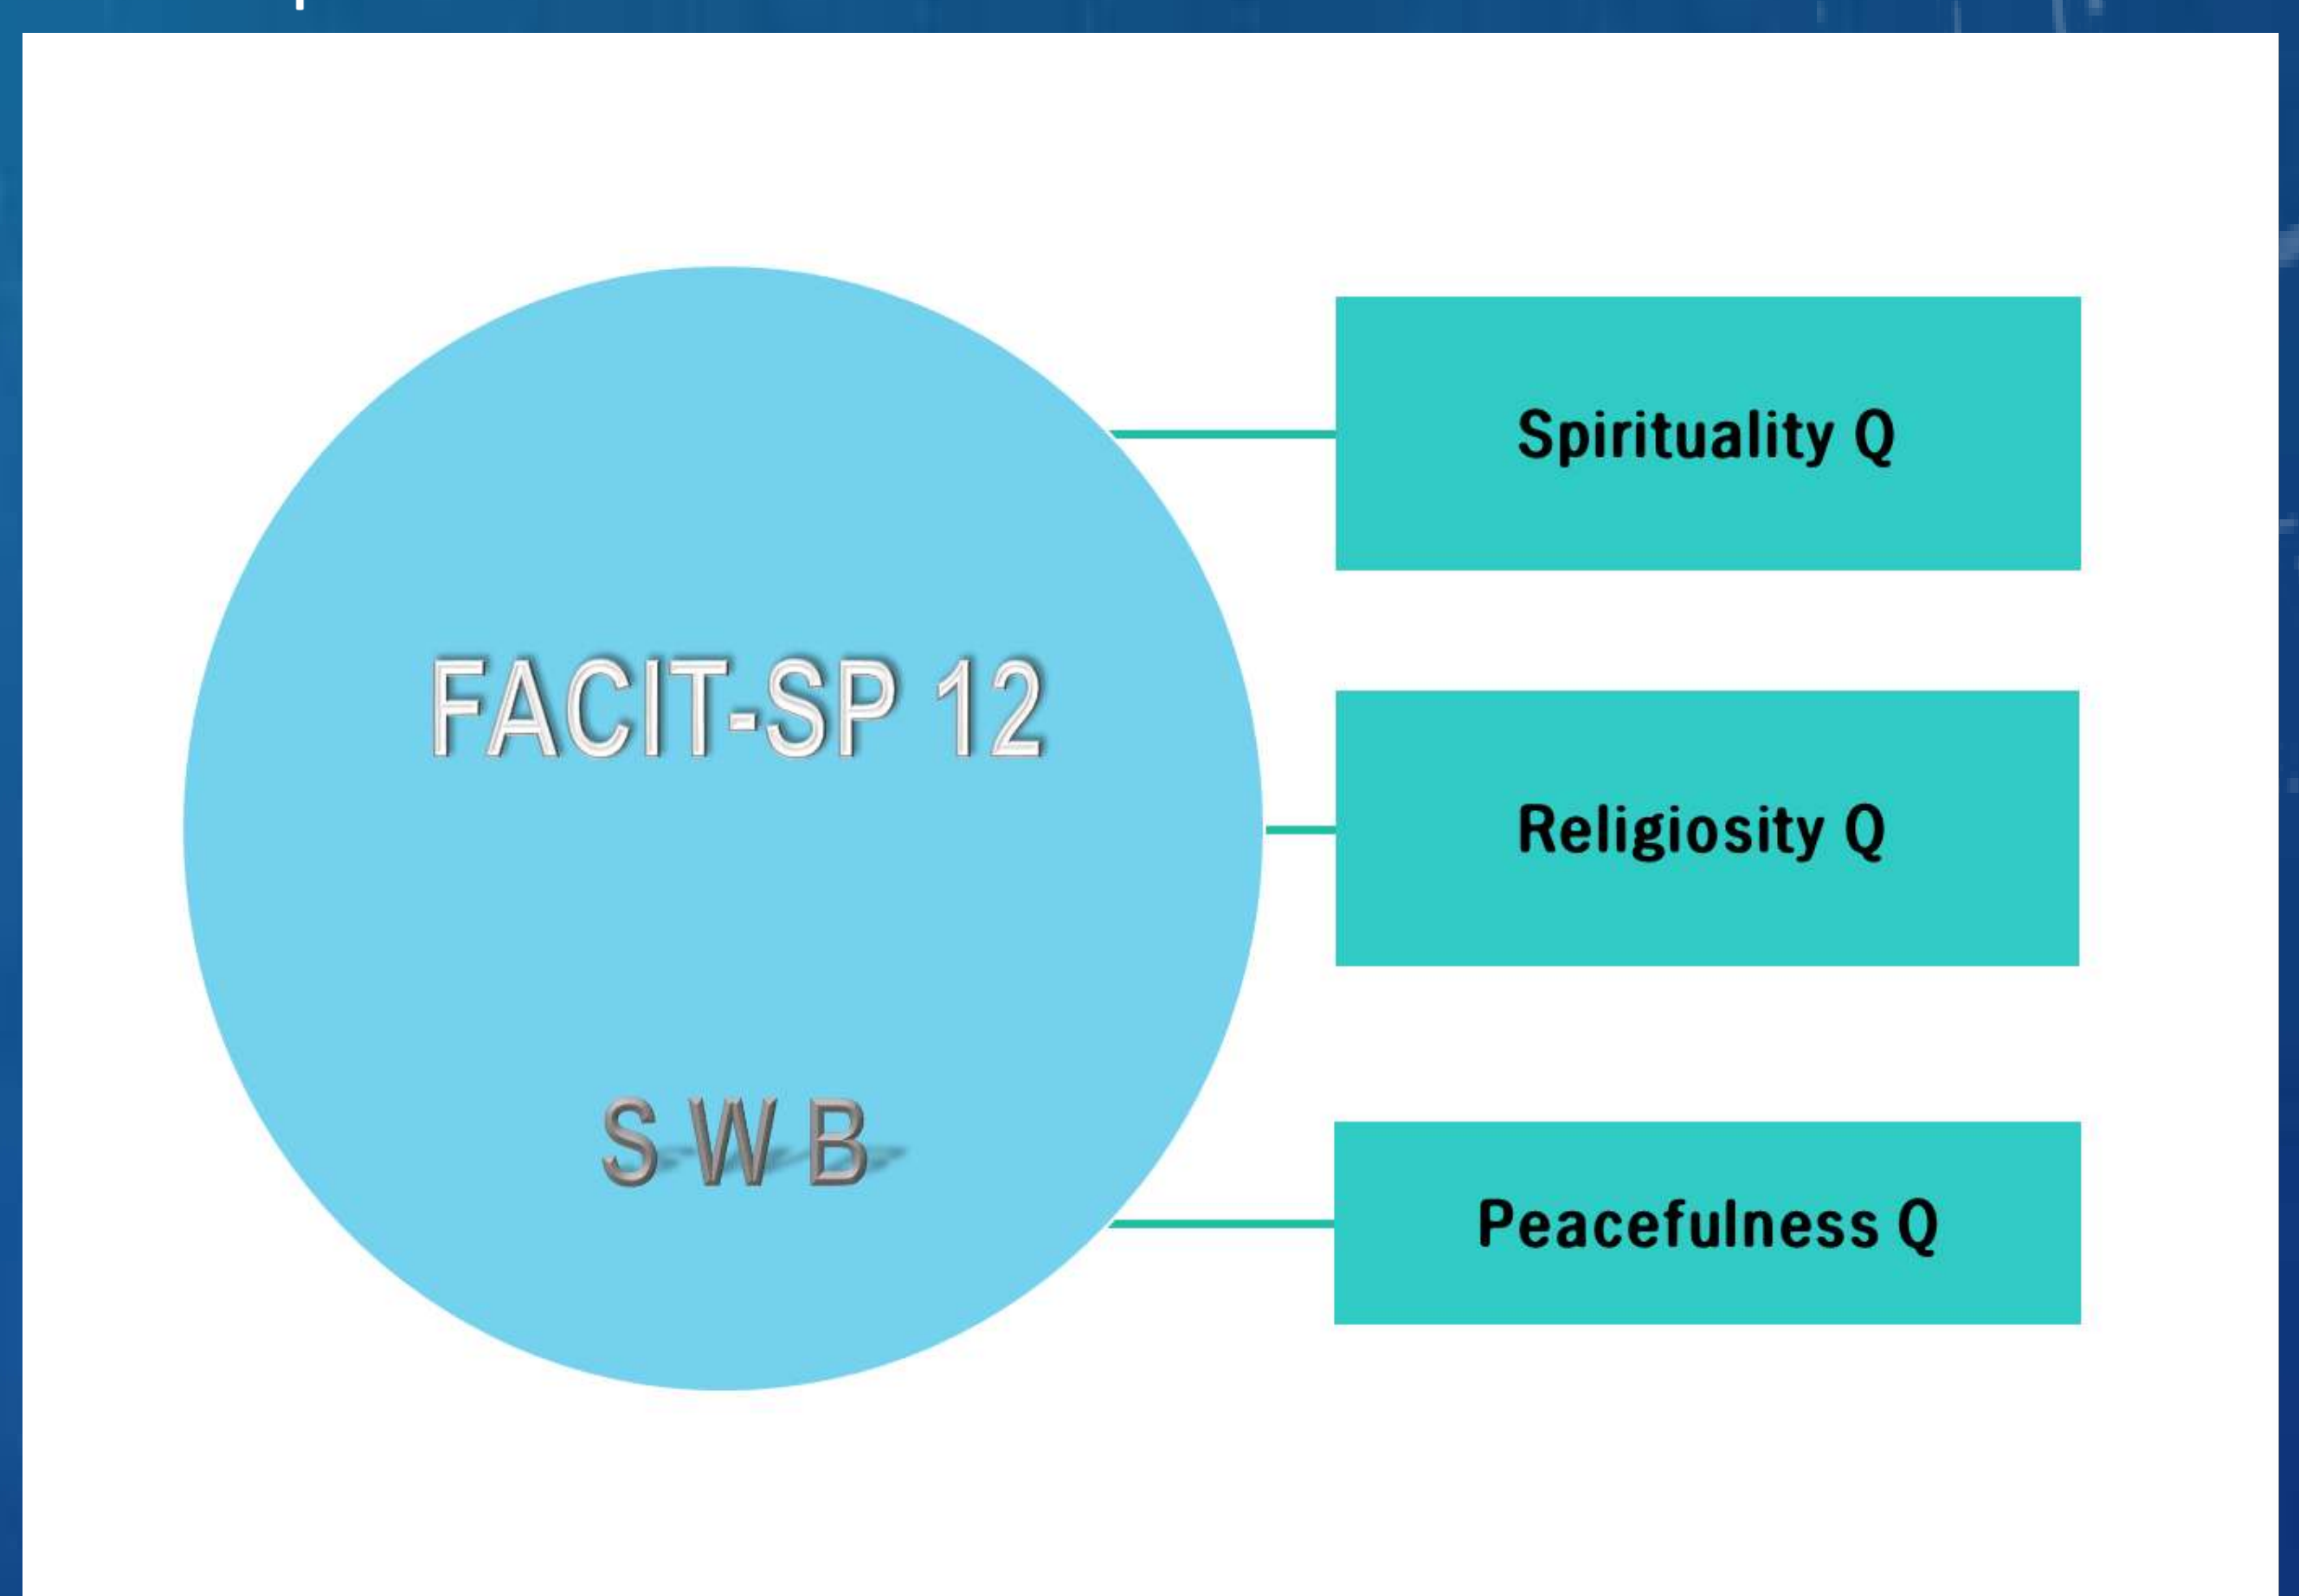 FACIT-SP 12
S W B
Spirituality Q
Religiosity Q
Peacefulness Q